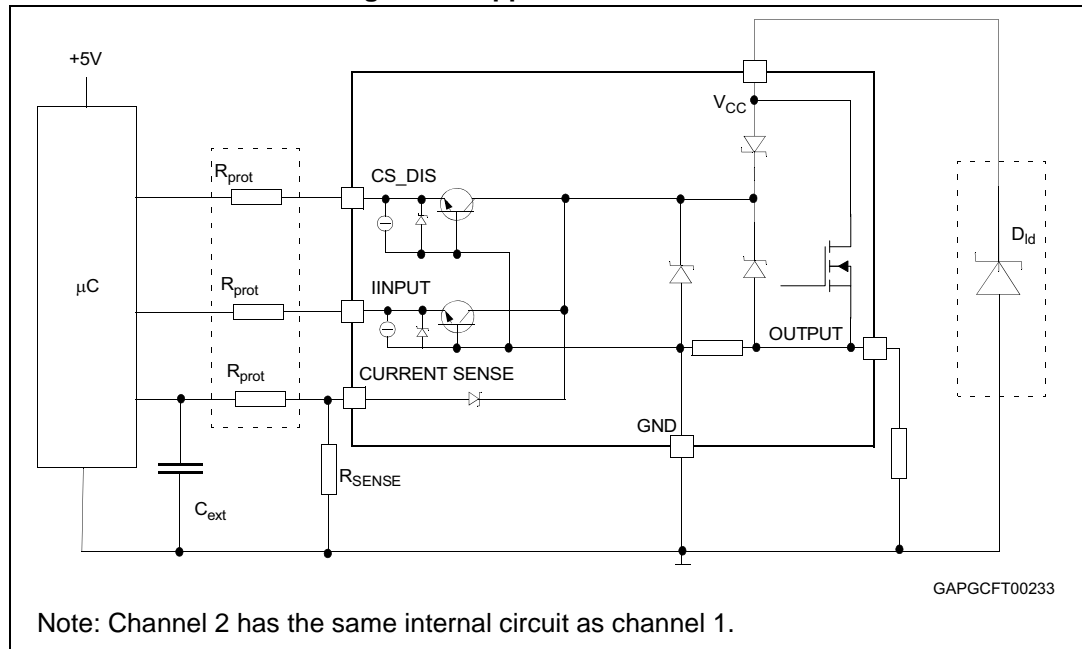 +5V
V_CC
R_prot
CS_DIS
D_ld
μC
R_prot
IINPUT
OUTPUT
R_prot
CURRENT SENSE
GND
R_SENSE
C_ext
GAPGCFT00233
Note: Channel 2 has the same internal circuit as channel 1.